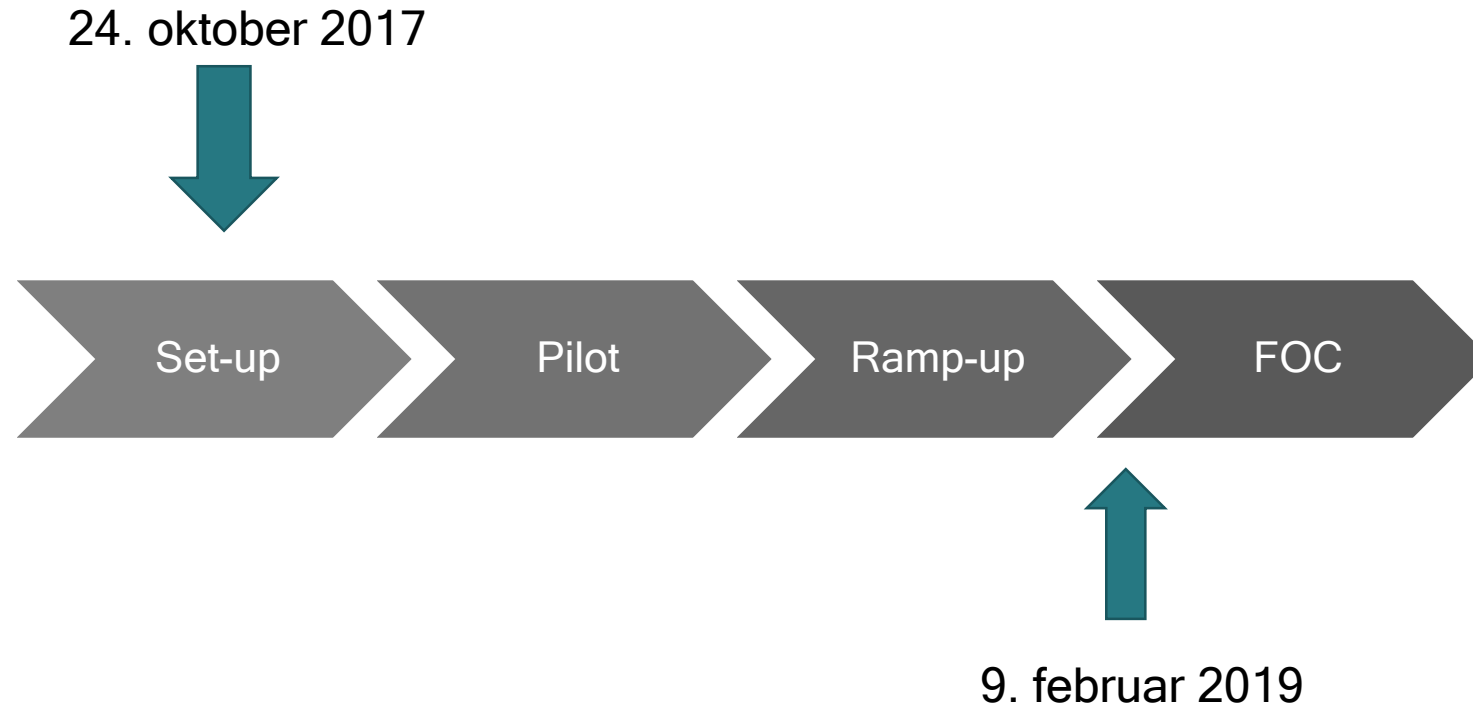 24. oktober 2017
Set-up
Pilot
Ramp-up
FOC
9. februar 2019